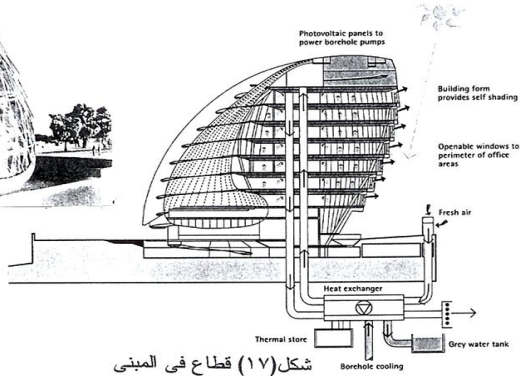 Photovoltaic panels to
power borehole pumps
Building form
provides self shading
Openable windows to
perimeter of office
areas
Fresh air
Heat exchanger
Thermal store
Grey water tank
Borehole cooling
شكل(١٧) قطاع فى المبنى